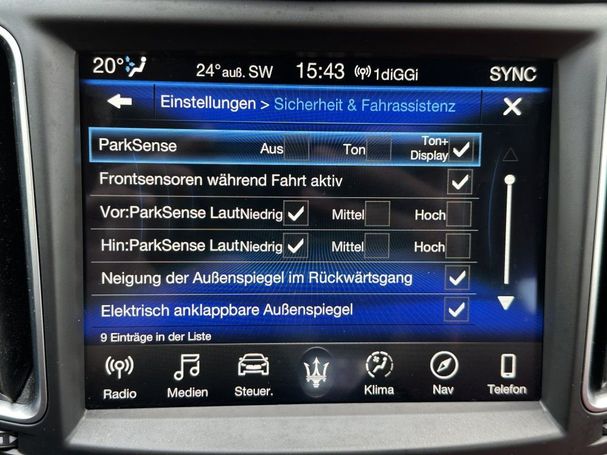 20° 24°auß. SW 15:43 1diGGi SYNC
Einstellungen > Sicherheit & Fahrassistenz
ParkSense Aus Ton Ton+ Display
Frontsensoren während Fahrt aktiv
Vor:ParkSense Laut Niedrig Mittel Hoch
Hin:ParkSense Laut Niedrig Mittel Hoch
Neigung der Außenspiegel im Rückwärtsgang
Elektrisch anklappbare Außenspiegel
9 Einträge in der Liste
Radio Medien Steuer. Klima Nav Telefon